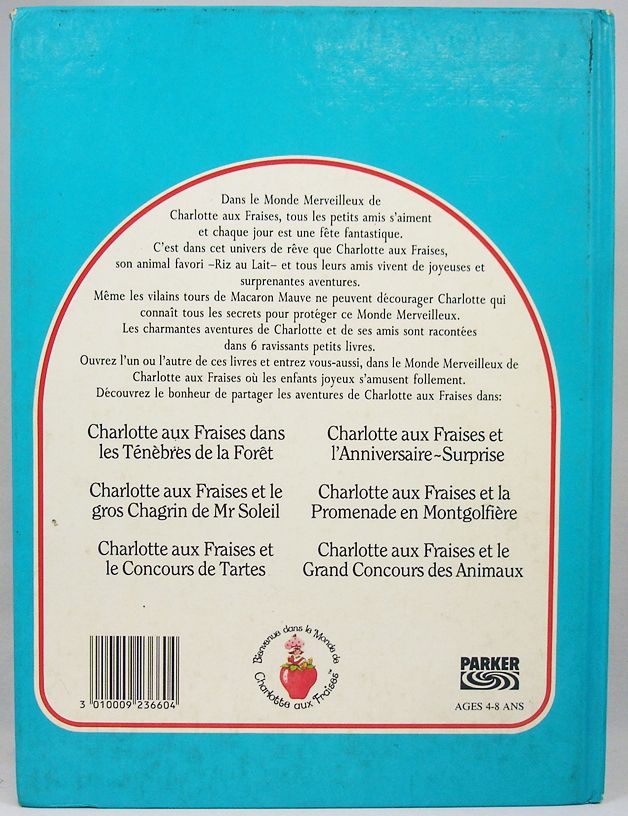 Dans le Monde Merveilleux de
Charlotte aux Fraises, tous les petits amis s'aiment
et chaque jour est une fête fantastique.
C'est dans cet univers de rêve que Charlotte aux Fraises,
son animal favori –Riz au Lait– et tous leurs amis vivent de joyeuses et
surprenantes aventures.
Même les vilains tours de Macaron Mauve ne peuvent décourager Charlotte qui
connaît tous les secrets pour protéger ce Monde Merveilleux.
Les charmantes aventures de Charlotte et de ses amis sont racontées
dans 6 ravissants petits livres.
Ouvrez l'un ou l'autre de ces livres et entrez vous-aussi, dans le Monde Merveilleux de
Charlotte aux Fraises où les enfants joyeux s'amusent follement.
Découvrez le bonheur de partager les aventures de Charlotte aux Fraises dans:
Charlotte aux Fraises dans
les Ténèbres de la Forêt
Charlotte aux Fraises et
l'Anniversaire~Surprise
Charlotte aux Fraises et le
gros Chagrin de Mr Soleil
Charlotte aux Fraises et la
Promenade en Montgolfière
Charlotte aux Fraises et
le Concours de Tartes
Charlotte aux Fraises et le
Grand Concours des Animaux
3 010009 236604
Bienvenue dans le Monde de
Charlotte aux Fraises™
PARKER
AGES 4-8 ANS